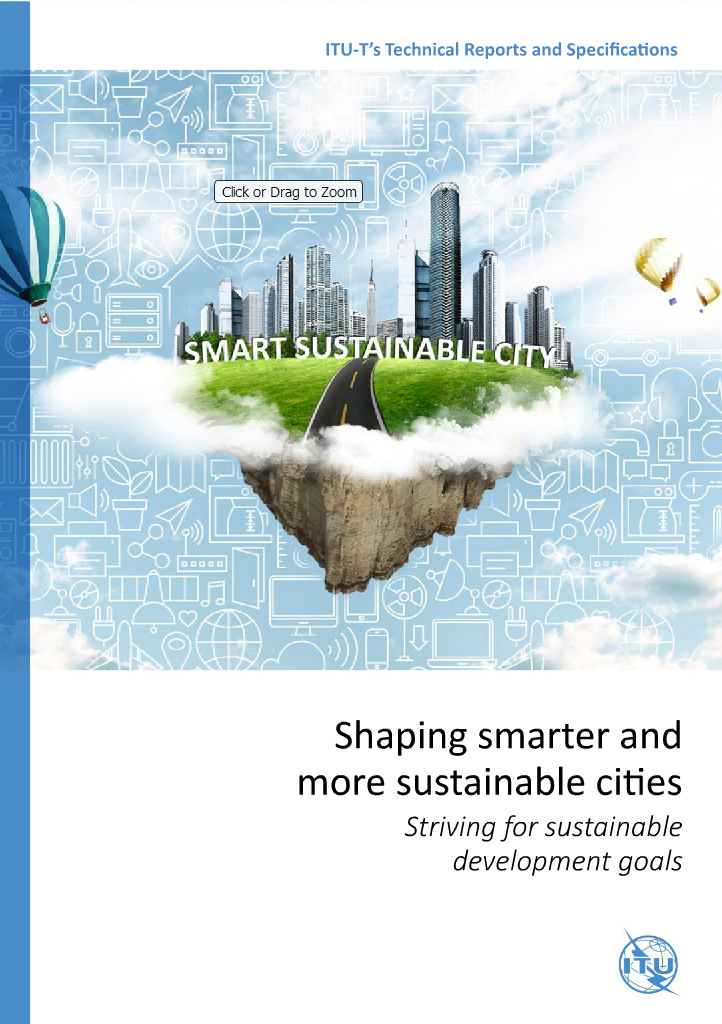 ITU-T’s Technical Reports and Specifications
Click or Drag to Zoom
SMART SUSTAINABLE CITY
Shaping smarter and
more sustainable cities
Striving for sustainable
development goals
ITU